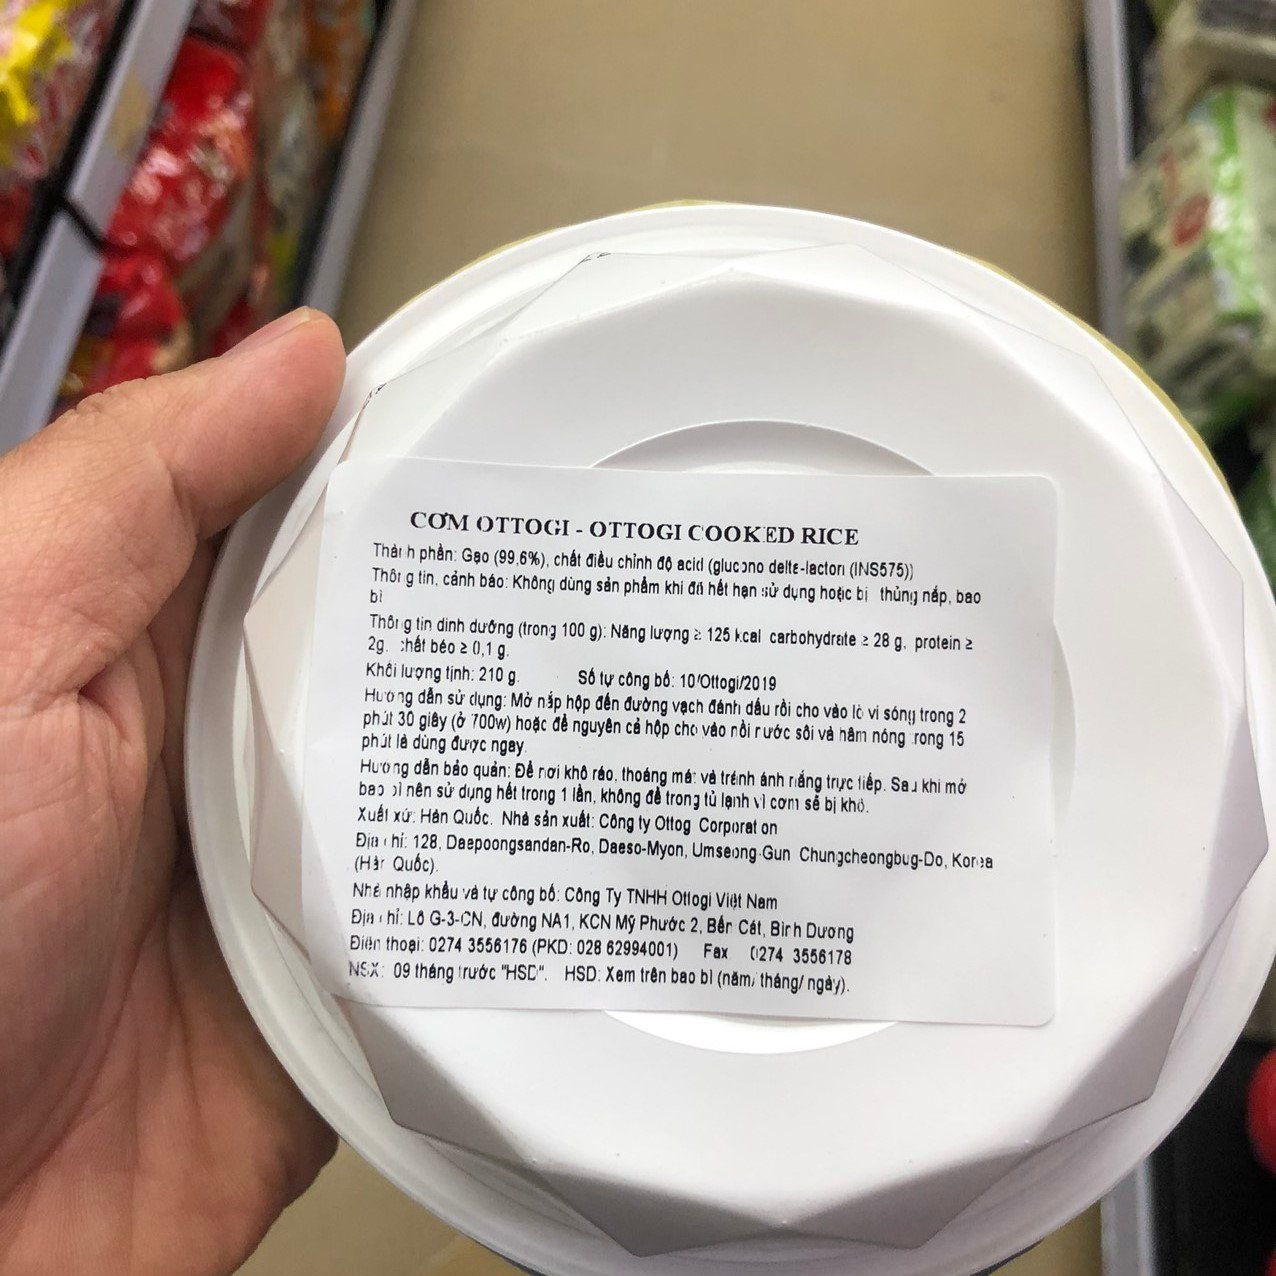 CƠM OTTOGI - OTTOGI COOKED RICE
Thành phần: Gạo (99,6%), chất điều chỉnh độ acid (glucono delta-lacton (INS575))
Thông tin, cảnh báo: Không dùng sản phẩm khi đã hết hạn sử dụng hoặc bị thủng nắp, bao
bì
Thông tin dinh dưỡng (trong 100 g): Năng lượng ≥ 125 kcal carbohydrate ≥ 28 g, protein ≥
2g. chất béo ≥ 0,1 g.
Khối lượng tịnh: 210 g. Số tự công bố: 10/Ottogi/2019
Hướng dẫn sử dụng: Mở nắp hộp đến đường vạch đánh dấu rồi cho vào lò vi sóng trong 2
phút 30 giây (ở 700w) hoặc để nguyên cả hộp cho vào nồi nước sôi và hâm nóng trong 15
phút là dùng được ngay.
Hướng dẫn bảo quản: Để nơi khô ráo, thoáng mát và tránh ánh nắng trực tiếp. Sau khi mở
bao bì nên sử dụng hết trong 1 lần, không để trong tủ lạnh vì cơm sẽ bị khô.
Xuất xứ: Hàn Quốc. Nhà sản xuất: Công ty Ottogi Corporation
Địa chỉ: 128, Daepoongsandan-Ro, Daeso-Myon, Umseong-Gun Chungcheongbug-Do, Korea
(Hàn Quốc).
Nhà nhập khẩu và tự công bố: Công Ty TNHH Ottogi Việt Nam
Địa chỉ: Lô G-3-CN, đường NA1, KCN Mỹ Phước 2, Bến Cát, Bình Dương
Điện thoại: 0274 3556176 (PKD: 028 62994001) Fax 0274 3556178
NSX: 09 tháng trước "HSD". HSD: Xem trên bao bì (năm/ tháng/ ngày).